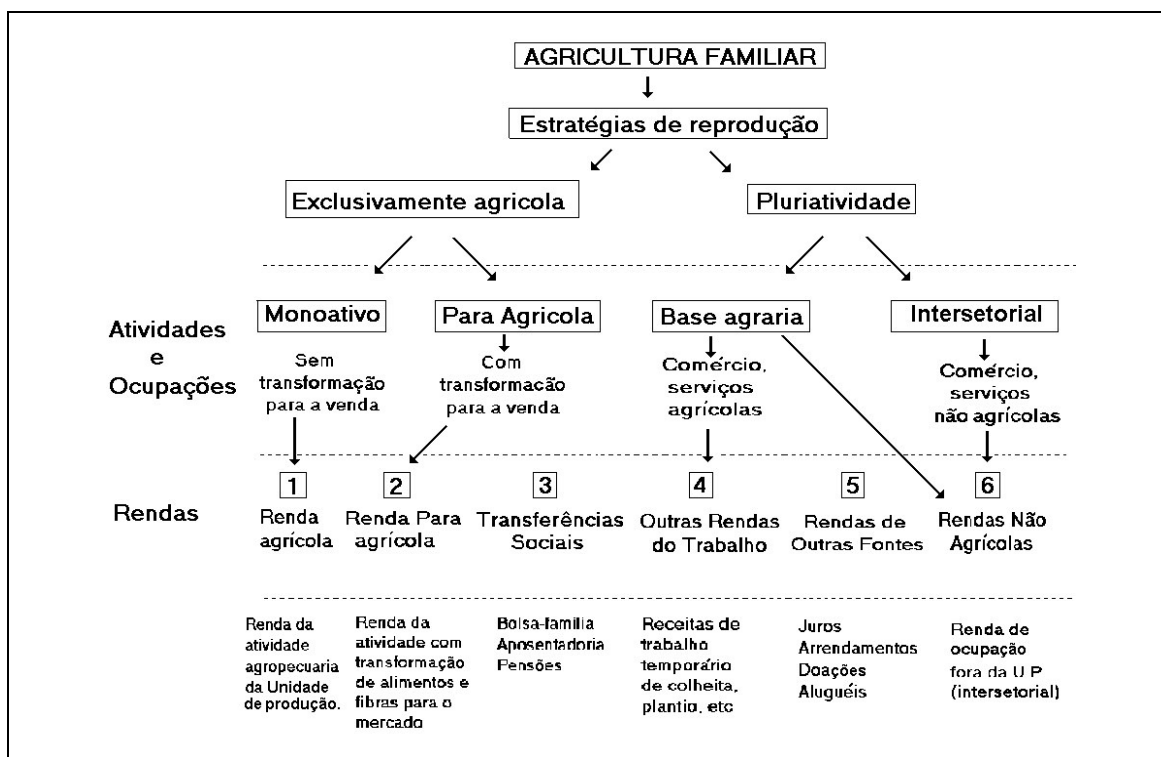 AGRICULTURA FAMILIAR
Estratégias de reprodução
Exclusivamente agricola
Pluriatividade
Atividades
e
Ocupações
Monoativo
Sem
transformação
para a venda
Para Agricola
Com
transformacão
para a venda
Base agraria
Comércio,
serviços
agrícolas
Intersetorial
Comércio,
serviços
não agrícolas
Rendas
1
Renda
agrícola
2
Renda Para
agrícola
3
Transferências
Sociais
4
Outras Rendas
do Trabalho
5
Rendas de
Outras Fontes
6
Rendas Não
Agrícolas
Renda da
atividade
agropecuaria
da Unidade
de produção.
Renda da
atividade com
transformação
de alimentos e
fibras para o
mercado
Bolsa-família
Aposentadoria
Pensões
Receitas de
trabalho
temporário
de colheita,
plantio, etc
Juros
Arrendamentos
Doações
Aluguéis
Renda de
ocupação
fora da U P
(intersetorial)